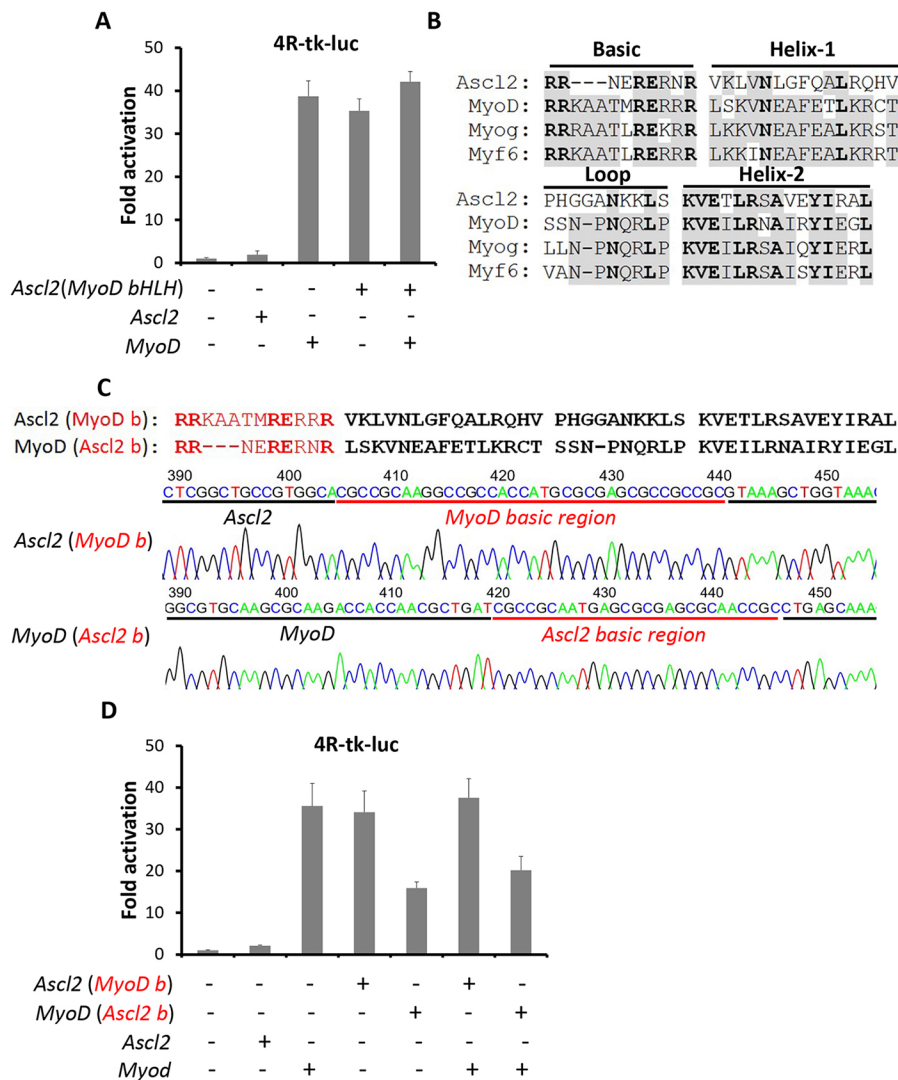 A
4R-tk-luc
Fold activation
50
40
30
20
10
0
Ascl2(MyoD bHLH) - - - + +
Ascl2 - + - - -
MyoD - - + - +
B
Basic Helix-1
Ascl2: RR---NERERNR VKLVNLGFQALRQHV
MyoD: RRKAATMRERRR LSKVNEAFETLKRCT
Myog: RRRAATLREKRR LKKVNEAFEALKRST
Myf6: RRKAATLRERRR LKKINEAFEALKRRT
Loop Helix-2
Ascl2: PHGGANKKLS KVETLRSAVEYIRAL
MyoD: SSN-PNQRLP KVEILRNAIRYIEGL
Myog: LLN-PNQRLP KVEILRSAIQYIERL
Myf6: VAN-PNQRLP KVEILRSAISYIERL
C
Ascl2 (MyoD b): RRKAATMRERRR VKLVNLGFQALRQHV PHGGANKKLS KVETLRSAVEYIRAL
MyoD (Ascl2 b): RR---NERERNR LSKVNEAFETLKRCT SSN-PNQRLP KVEILRNAIRYIEGL
390 400 410 420 430 440 450
CTCGGCTGCCGTGGCACGCCGCAAGGCCGCCACCATGCGCGAGCGCCGCCGCGTAAAGCTGGTAAAC
Ascl2 MyoD basic region
Ascl2 (MyoD b)
390 400 410 420 430 440 450
GGCGTGCAAGCGCAAGACCACCAACGCTGATCGCCGCAATGAGCGCGAGCGCAACCGCCTGAGCAAA
MyoD Ascl2 basic region
MyoD (Ascl2 b)
D
4R-tk-luc
Fold activation
50
40
30
20
10
0
Ascl2 (MyoD b) - - - + - + -
MyoD (Ascl2 b) - - - - + - +
Ascl2 - + - - - - -
Myod - - + - - + +